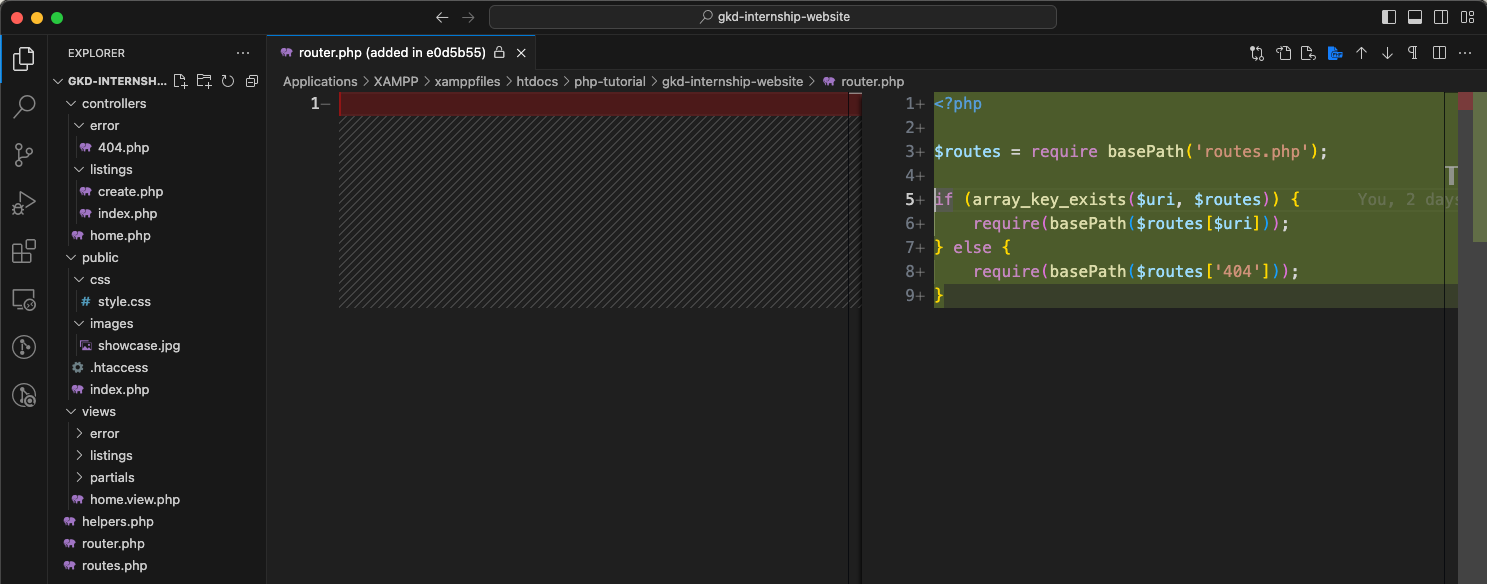 gkd-internship-website
EXPLORER
router.php (added in e0d5b55)
GKD-INTERNSH...
Applications > XAMPP > xamppfiles > htdocs > php-tutorial > gkd-internship-website > router.php
controllers
error
404.php
listings
create.php
index.php
home.php
public
css
# style.css
images
showcase.jpg
.htaccess
index.php
views
error
listings
partials
home.view.php
helpers.php
router.php
routes.php
1−
1+ <?php
2+
3+ $routes = require basePath('routes.php');
4+
5+ if (array_key_exists($uri, $routes)) { You, 2 days
6+ require(basePath($routes[$uri]));
7+ } else {
8+ require(basePath($routes['404']));
9+ }